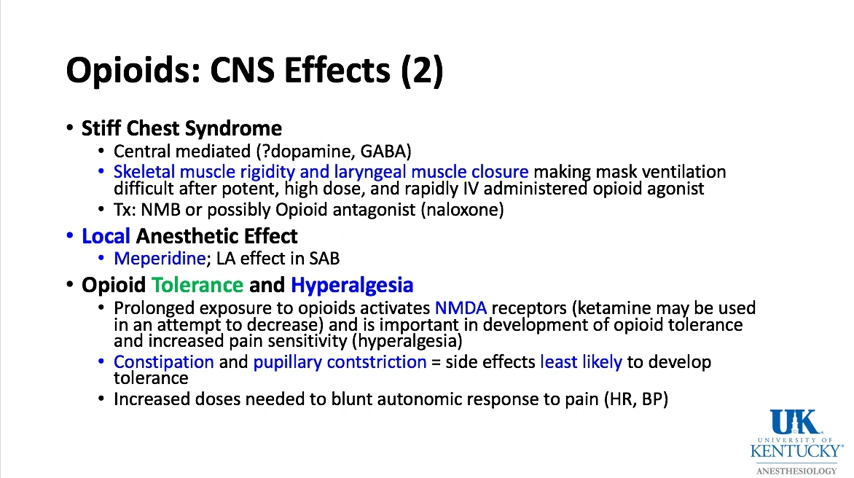 Opioids: CNS Effects (2)
• Stiff Chest Syndrome
• Central mediated (?dopamine, GABA)
• Skeletal muscle rigidity and laryngeal muscle closure making mask ventilation
difficult after potent, high dose, and rapidly IV administered opioid agonist
• Tx: NMB or possibly Opioid antagonist (naloxone)
• Local Anesthetic Effect
• Meperidine; LA effect in SAB
• Opioid Tolerance and Hyperalgesia
• Prolonged exposure to opioids activates NMDA receptors (ketamine may be used
in an attempt to decrease) and is important in development of opioid tolerance
and increased pain sensitivity (hyperalgesia)
• Constipation and pupillary contstriction = side effects least likely to develop
tolerance
• Increased doses needed to blunt autonomic response to pain (HR, BP)
UK
UNIVERSITY OF
KENTUCKY
ANESTHESIOLOGY